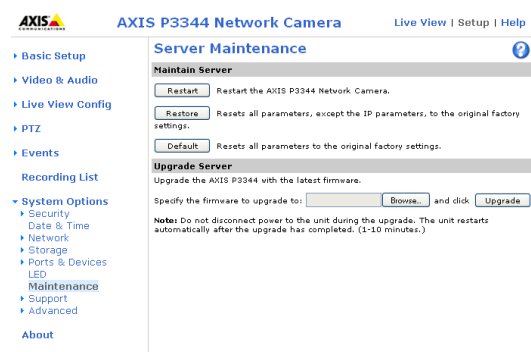 AXIS
COMMUNICATIONS
AXIS P3344 Network Camera
Live View | Setup | Help
Basic Setup
Video & Audio
Live View Config
PTZ
Events
Recording List
System Options
Security
Date & Time
Network
Storage
Ports & Devices
LED
Maintenance
Support
Advanced
About
Server Maintenance
?
Maintain Server
Restart Restart the AXIS P3344 Network Camera.
Restore Resets all parameters, except the IP parameters, to the original factory
settings.
Default Resets all parameters to the original factory settings.
Upgrade Server
Upgrade the AXIS P3344 with the latest firmware.
Specify the firmware to upgrade to: Browse... and click Upgrade
Note: Do not disconnect power to the unit during the upgrade. The unit restarts
automatically after the upgrade has completed. (1-10 minutes.)